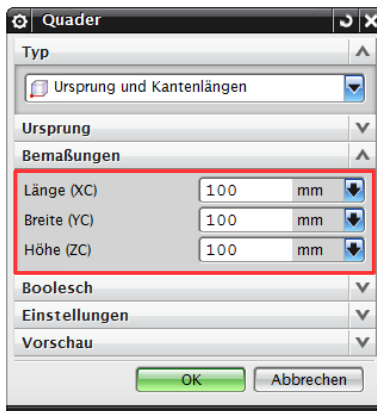 Quader
Typ
Ursprung und Kantenlängen
Ursprung
Bemaßungen
Länge (XC) 100 mm
Breite (YC) 100 mm
Höhe (ZC) 100 mm
Boolesch
Einstellungen
Vorschau
OK Abbrechen